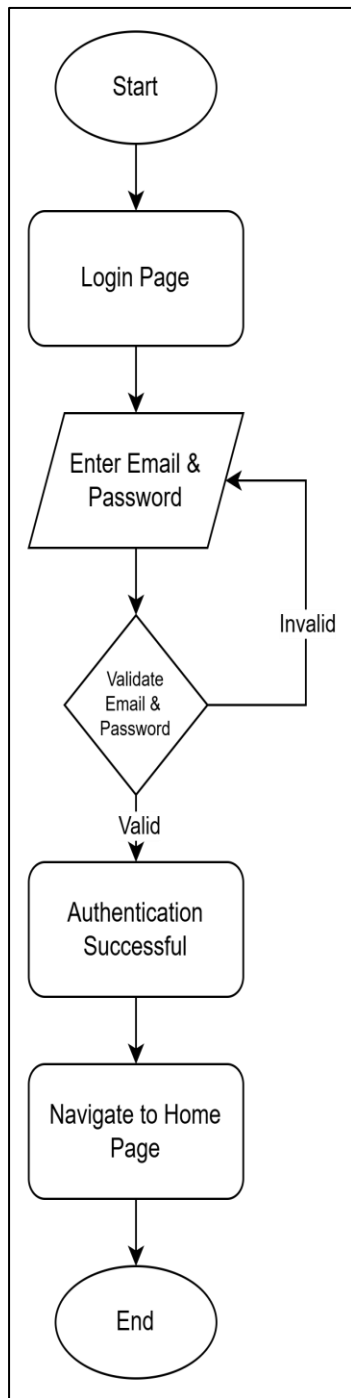 Start
Login Page
Enter Email &
Password
Invalid
Validate
Email &
Password
Valid
Authentication
Successful
Navigate to Home
Page
End